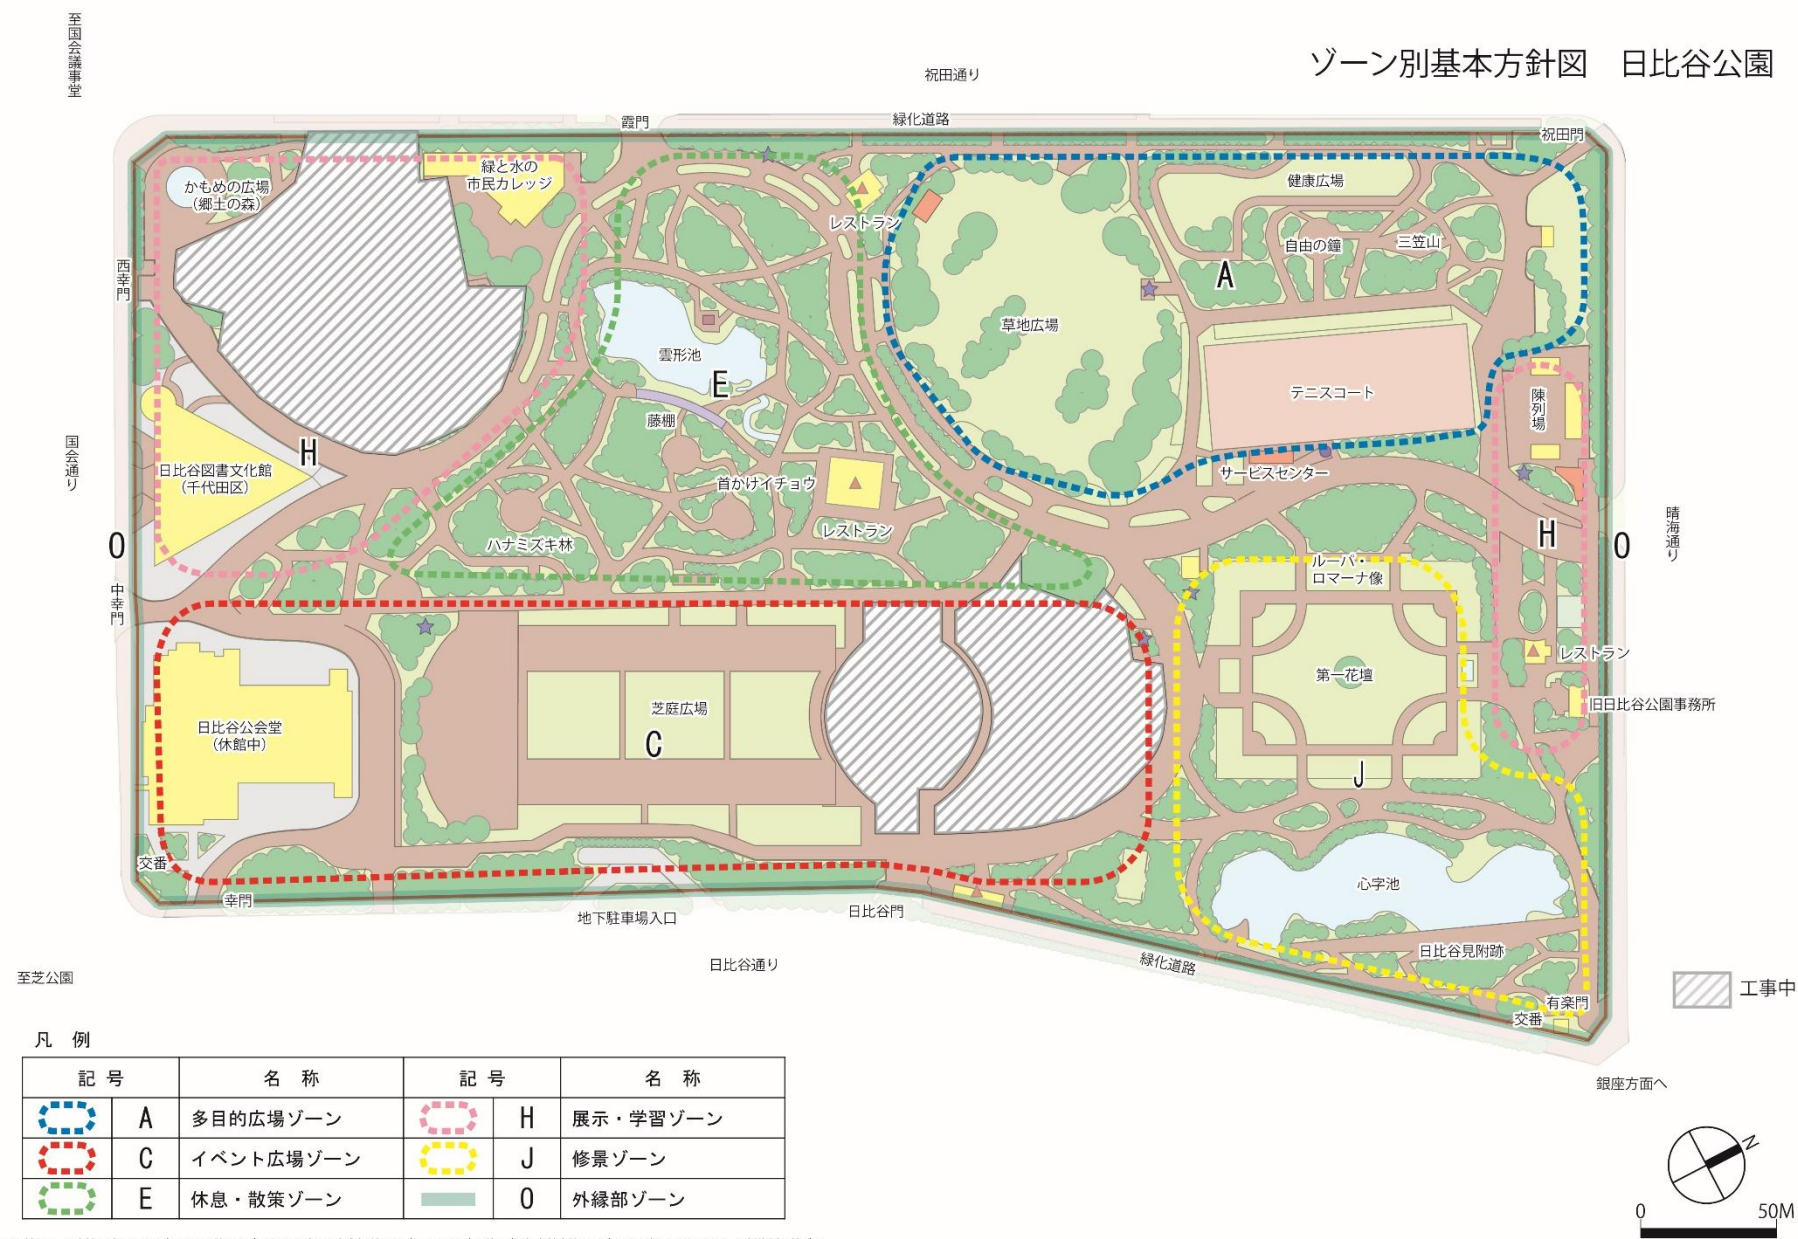 ゾーン別基本方針図　日比谷公園
至国会議事堂
祝田通り
霞門
緑化道路
祝田門
緑と水の
市民カレッジ
かもめの広場
(郷土の森)
健康広場
レストラン
自由の鐘
三笠山
A
西幸門
草地広場
雲形池
E
テニスコート
陳列場
藤棚
国会通り
H
日比谷図書文化館
(千代田区)
首かけイチョウ
サービスセンター
レストラン
ハナミズキ林
O
H
O
晴海通り
ルーパ・
ロマーナ像
中幸門
レストラン
第一花壇
旧日比谷公園事務所
芝庭広場
日比谷公会堂
(休館中)
C
J
交番
心字池
幸門
地下駐車場入口
日比谷門
日比谷見附跡
緑化道路
日比谷通り
至芝公園
有楽門
交番
工事中
銀座方面へ
凡　例
記 号　名　称　記 号　名　称
A　多目的広場ゾーン　H　展示・学習ゾーン
C　イベント広場ゾーン　J　修景ゾーン
E　休息・散策ゾーン　O　外縁部ゾーン
N
0　50M